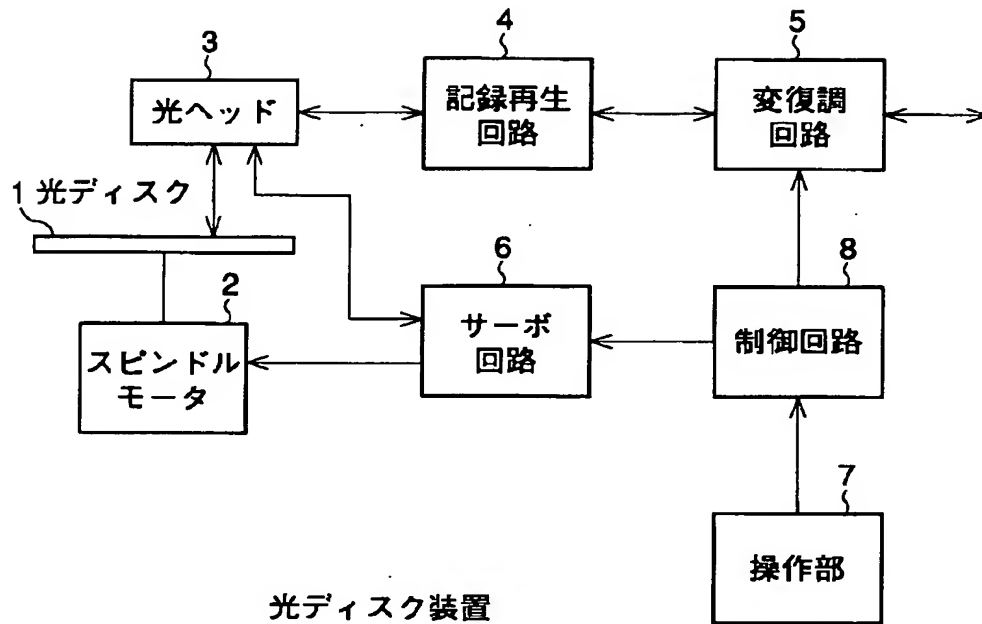 3
光ヘッド
4
記録再生
回路
5
変復調
回路
1 光ディスク
2
スピンドル
モータ
6
サーボ
回路
8
制御回路
7
操作部
光ディスク装置